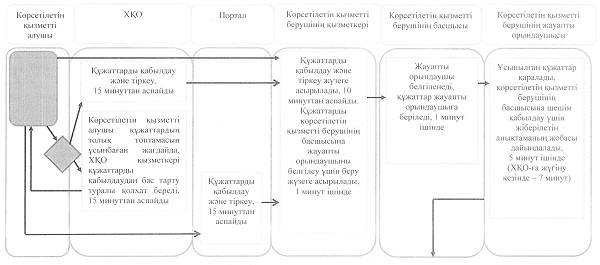 Көрсетілетін
қызметті
алушы
ХҚО
Портал
Көрсетілетін қызметті
берушінің қызметкері
Көрсетілетін қызметті
берушінің басшысы
Көрсетілетін қызметті
берушінің жауапты
орындаушысы
Құжаттарды қабылдау
және тіркеу,
15 минуттан аспайды
Көрсетілетін қызметті
алушы құжаттардың
толық топтамасын
ұсынбаған жағдайда,
ХҚО қызметкері
құжаттарды
қабылдаудан бас тарту
туралы қолхат береді,
15 минуттан аспайды
Құжаттарды
қабылдау
және тіркеу,
15 минуттан
аспайды
Құжаттарды
қабылдау және
тіркеу жүзеге
асырылады, 10
минуттан аспайды.
Құжаттарды
көрсетілетін
қызметті берушінің
басшысына
жауапты
орындаушыны
белгілеу үшін беру
жүзеге асырылады,
1 минут ішінде
Жауапты
орындаушы
белгіленеді,
құжаттар жауапты
орындаушыға
беріледі, 1 минут
ішінде
Ұсынылған құжаттар
қаралады,
көрсетілетін қызметті
берушінің
басшысына шешім
қабылдау үшін
жіберілетін
анықтаманың жобасы
дайындалады,
5 минут ішінде
(ХҚО-ға жүгіну
кезінде – 7 минут)